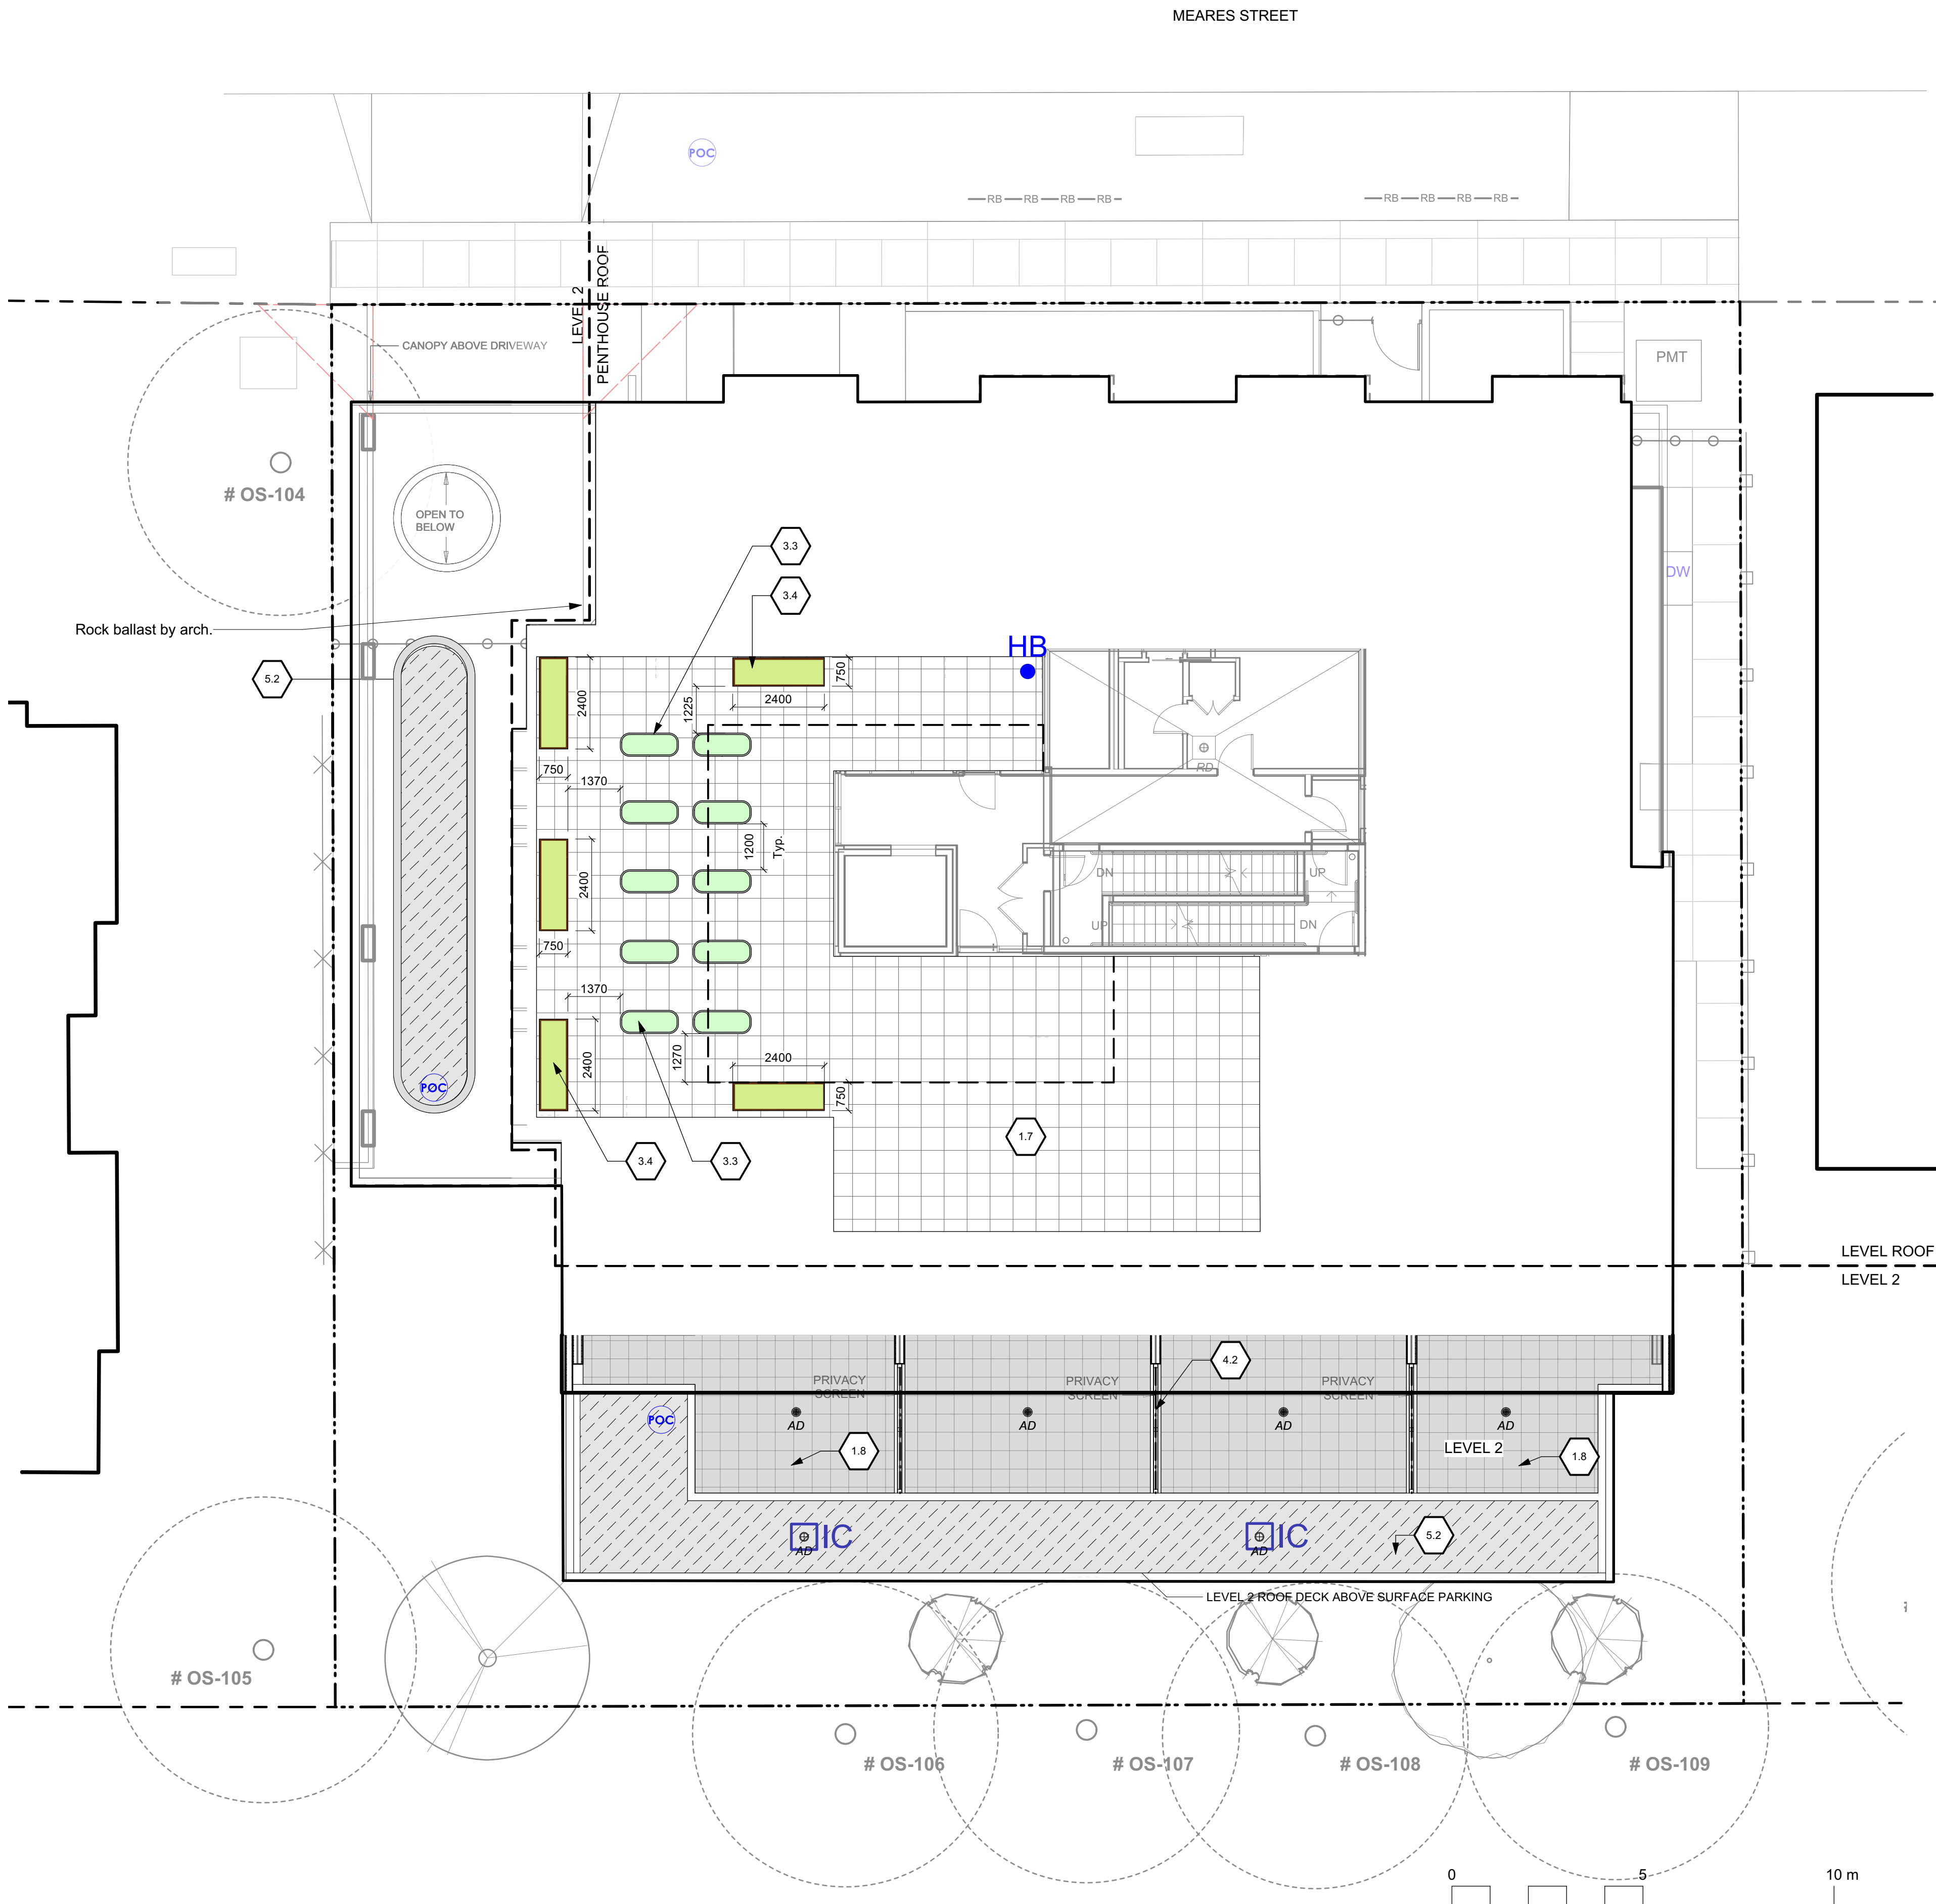 MEARES STREET
POC
RB RB RB RB
RB RB RB RB
LEVEL 2
PENTHOUSE ROOF
CANOPY ABOVE DRIVEWAY
PMT
# OS-104
OPEN TO
BELOW
3.3
DW
3.4
Rock ballast by arch.
HB
5.2
2400
750
1225
2400
750
1370
RD
1200
Typ.
2400
DN
UP
UP
DN
750
1370
2400
1270
2400
750
POC
1.7
3.4
3.3
LEVEL ROOF
LEVEL 2
4.2
PRIVACY
SCREEN
PRIVACY
SCREEN
PRIVACY
SCREEN
POC
AD
AD
AD
AD
LEVEL 2
1.8
1.8
IC
AD
IC
AD
5.2
LEVEL 2 ROOF DECK ABOVE SURFACE PARKING
# OS-105
# OS-106
# OS-107
# OS-108
# OS-109
0 5 10 m